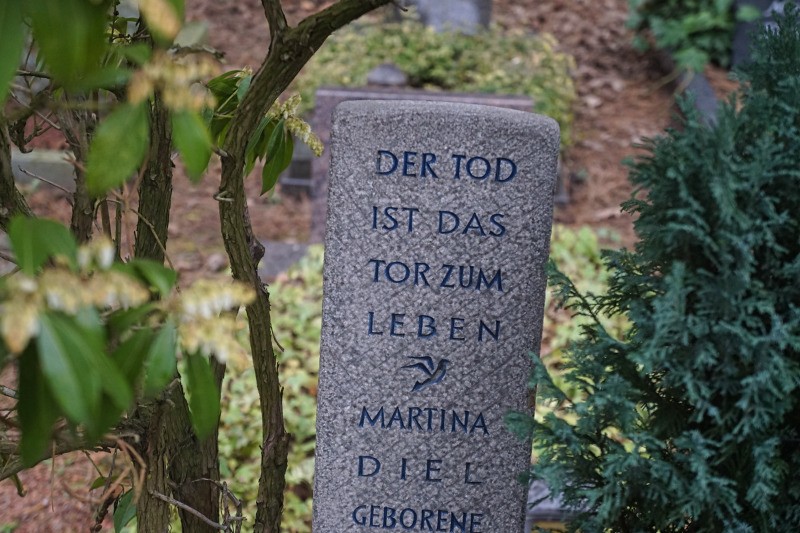 DER TOD
IST DAS
TOR ZUM
LEBEN
MARTINA
DIEL
GEBORENE